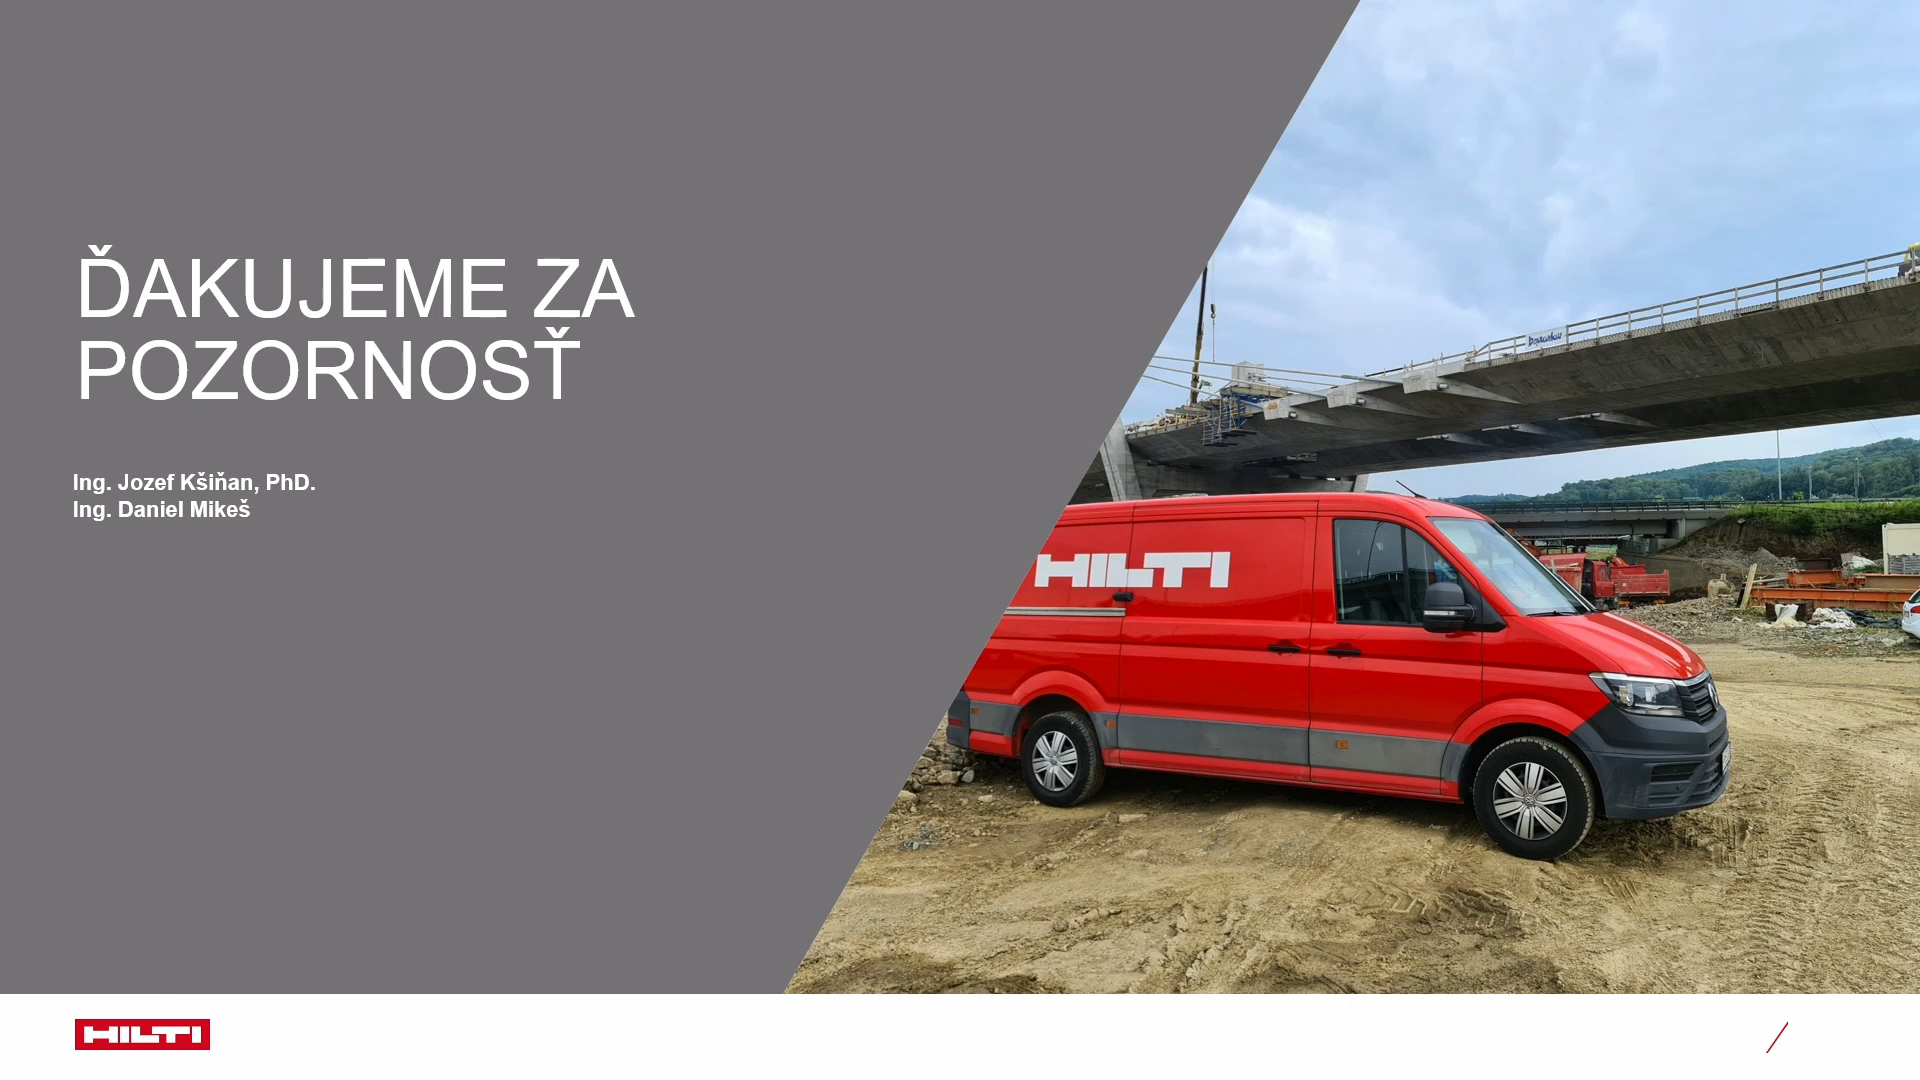 ĎAKUJEME ZA
POZORNOSŤ
Ing. Jozef Kšiňan, PhD.
Ing. Daniel Mikeš
HILTI
HILTI